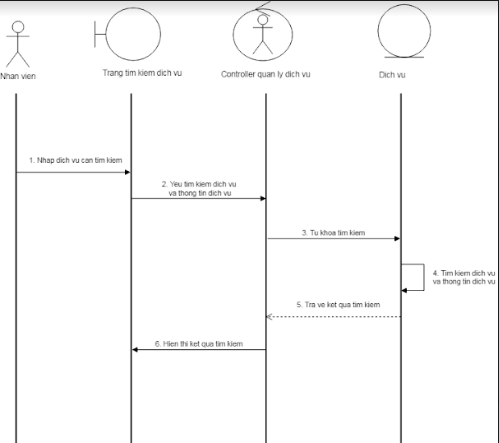 Nhan vien
Trang tim kiem dich vu
Controller quan ly dich vu
Dich vu
1. Nhap dich vu can tim kiem
2. Yeu tim kiem dich vu
va thong tin dich vu
3. Tu khoa tim kiem
4. Tim kiem dich vu
va thong tin dich vu
5. Tra ve ket qua tim kiem
6. Hien thi ket qua tim kiem